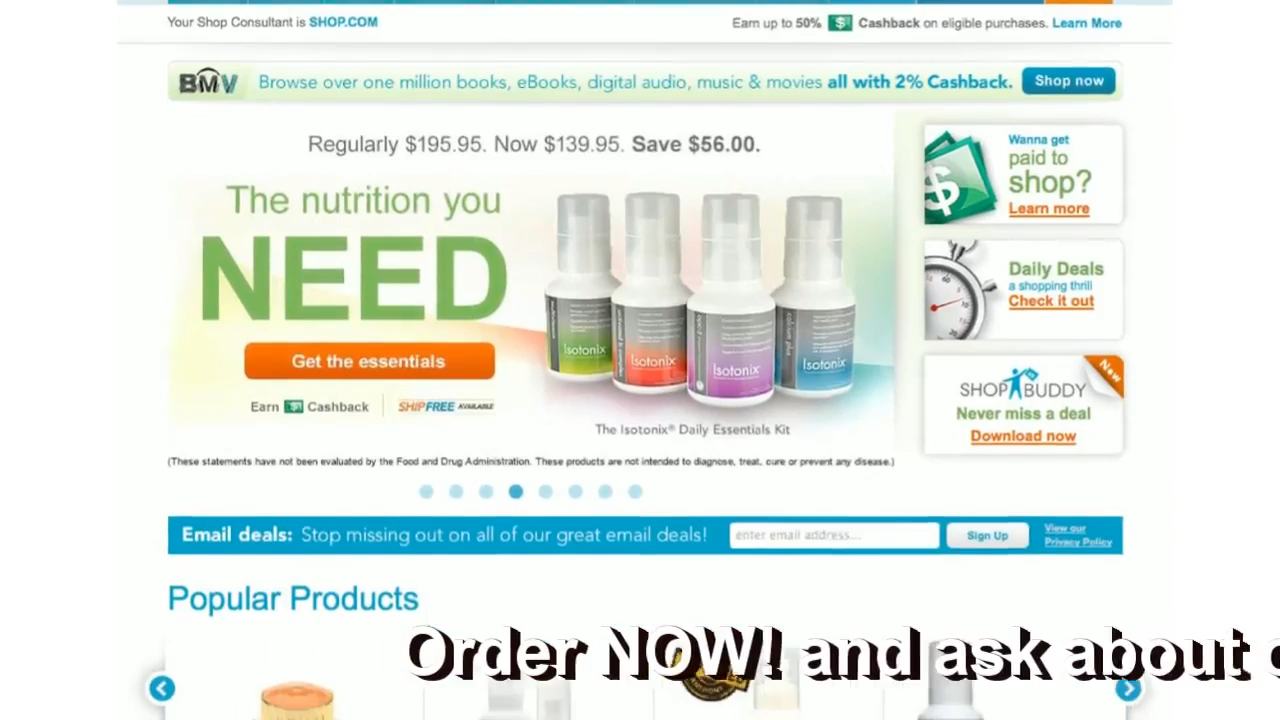 Your Shop Consultant is SHOP.COM
Earn up to 50% $ Cashback on eligible purchases. Learn More
BMV Browse over one million books, eBooks, digital audio, music & movies all with 2% Cashback. Shop now
Regularly $195.95. Now $139.95. Save $56.00.
The nutrition you
NEED
Get the essentials
Earn $ Cashback SHIPFREE AVAILABLE
Isotonix
Isotonix
Isotonix
Isotonix
The Isotonix® Daily Essentials Kit
(These statements have not been evaluated by the Food and Drug Administration. These products are not intended to diagnose, treat, cure or prevent any disease.)
$
Wanna get
paid to
shop?
Learn more
Daily Deals
a shopping thrill
Check it out
New
SHOP BUDDY
Never miss a deal
Download now
Email deals: Stop missing out on all of our great email deals!
enter email address...
Sign Up
View our
Privacy Policy
Popular Products
Order NOW! and ask about